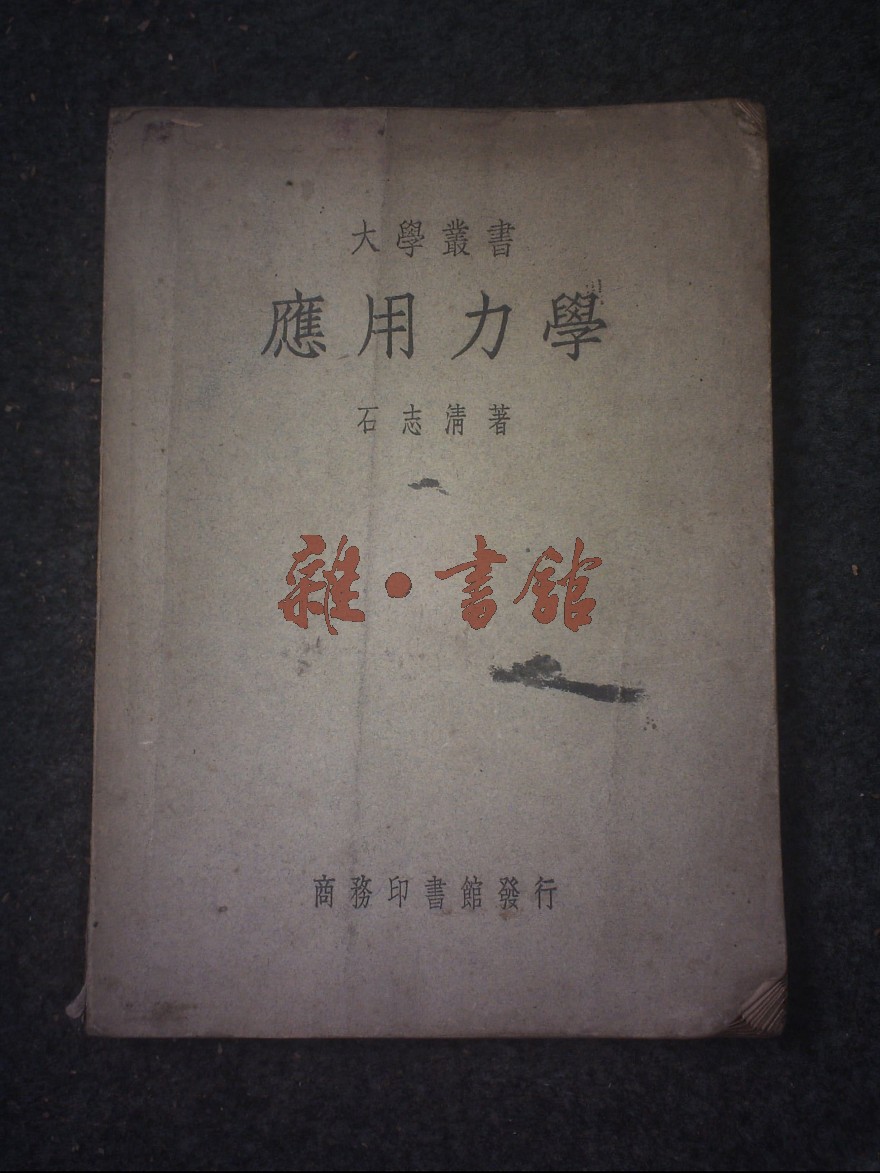 大學叢書
應用力學
石志清著
雜·書館
商務印書館發行